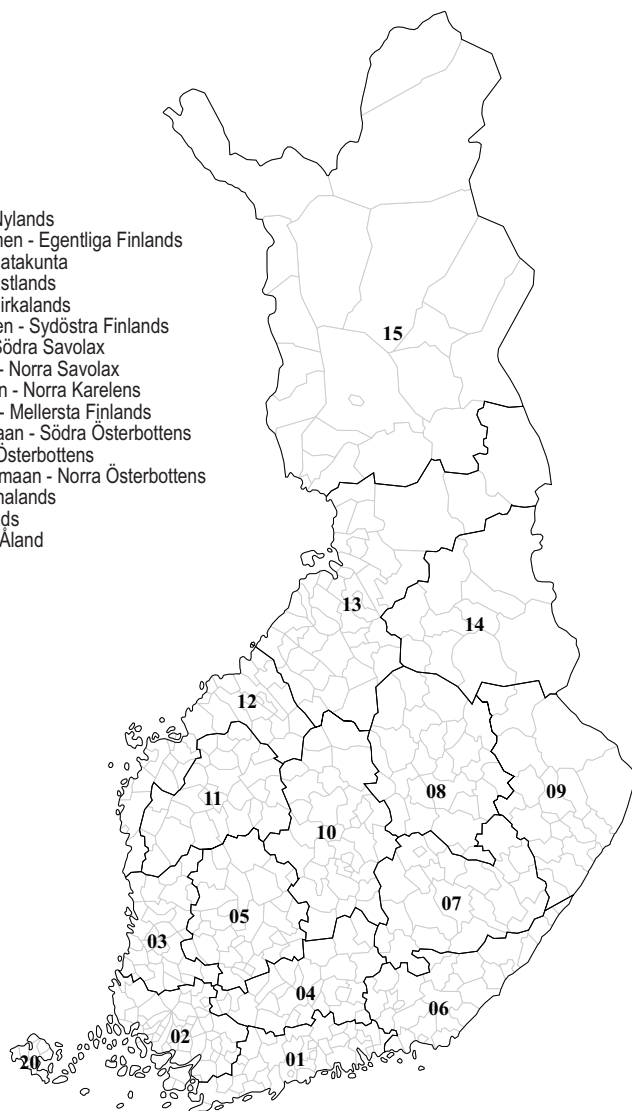 Nylands
nen - Egentliga Finlands
atakunta
stlands
irkalands
en - Sydöstra Finlands
Södra Savolax
- Norra Savolax
n - Norra Karelens
- Mellersta Finlands
aan - Södra Österbottens
Österbottens
maan - Norra Österbottens
nalands
ds
Åland
15
13
14
12
11
08
09
10
07
05
03
04
06
02
01
20